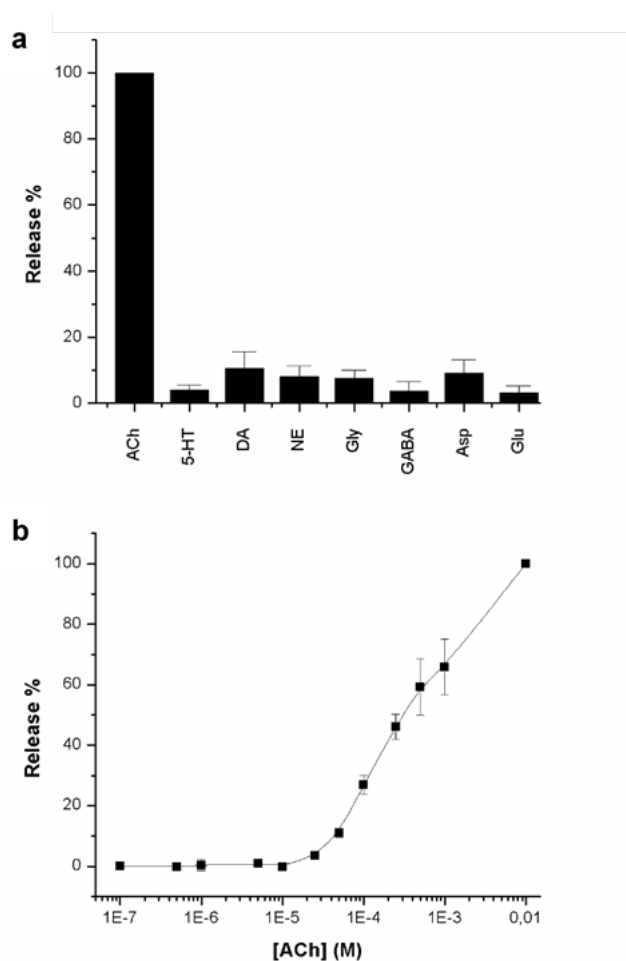 a
100
80
60
40
20
0
Release %
ACh
5-HT
DA
NE
Gly
GABA
Asp
Glu
b
100
80
60
40
20
0
Release %
1E-7
1E-6
1E-5
1E-4
1E-3
0,01
[ACh] (M)